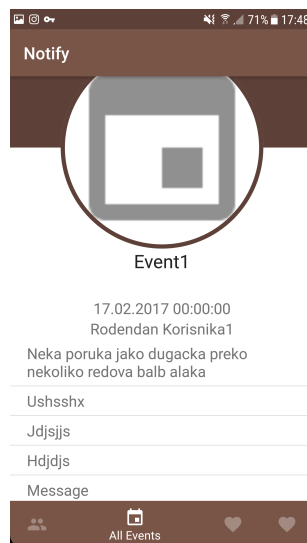 71% 17:48
Notify
Event1
17.02.2017 00:00:00
Rodendan Korisnika1
Neka poruka jako dugacka preko
nekoliko redova balb alaka
Ushsshx
Jdjsjjs
Hdjdjs
Message
All Events